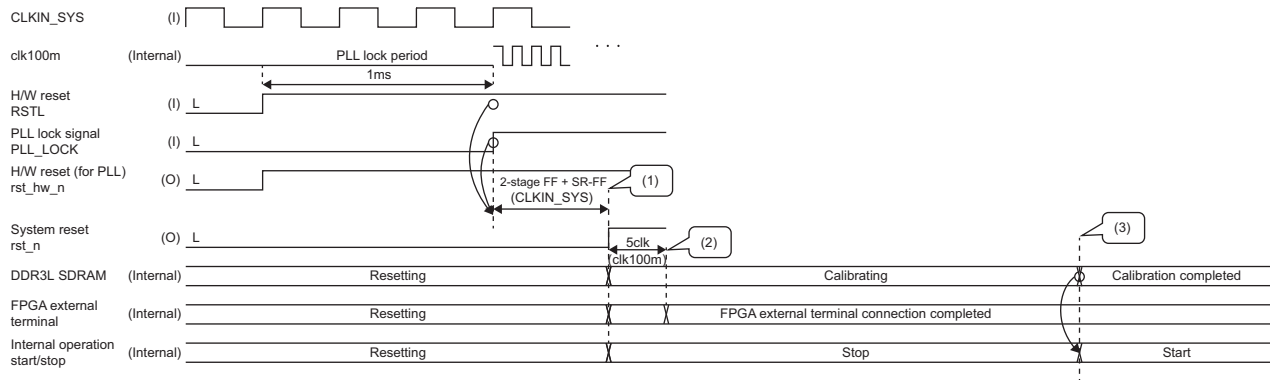 CLKIN_SYS (I)
clk100m (Internal) PLL lock period . . .
1ms
H/W reset
RSTL (I) L
PLL lock signal
PLL_LOCK (I) L
H/W reset (for PLL)
rst_hw_n (O) L
2-stage FF + SR-FF (1)
(CLKIN_SYS)
System reset
rst_n (O) L
5clk (2) (3)
(clk100m)
DDR3L SDRAM (Internal) Resetting Calibrating Calibration completed
FPGA external
terminal (Internal) Resetting FPGA external terminal connection completed
Internal operation
start/stop (Internal) Resetting Stop Start